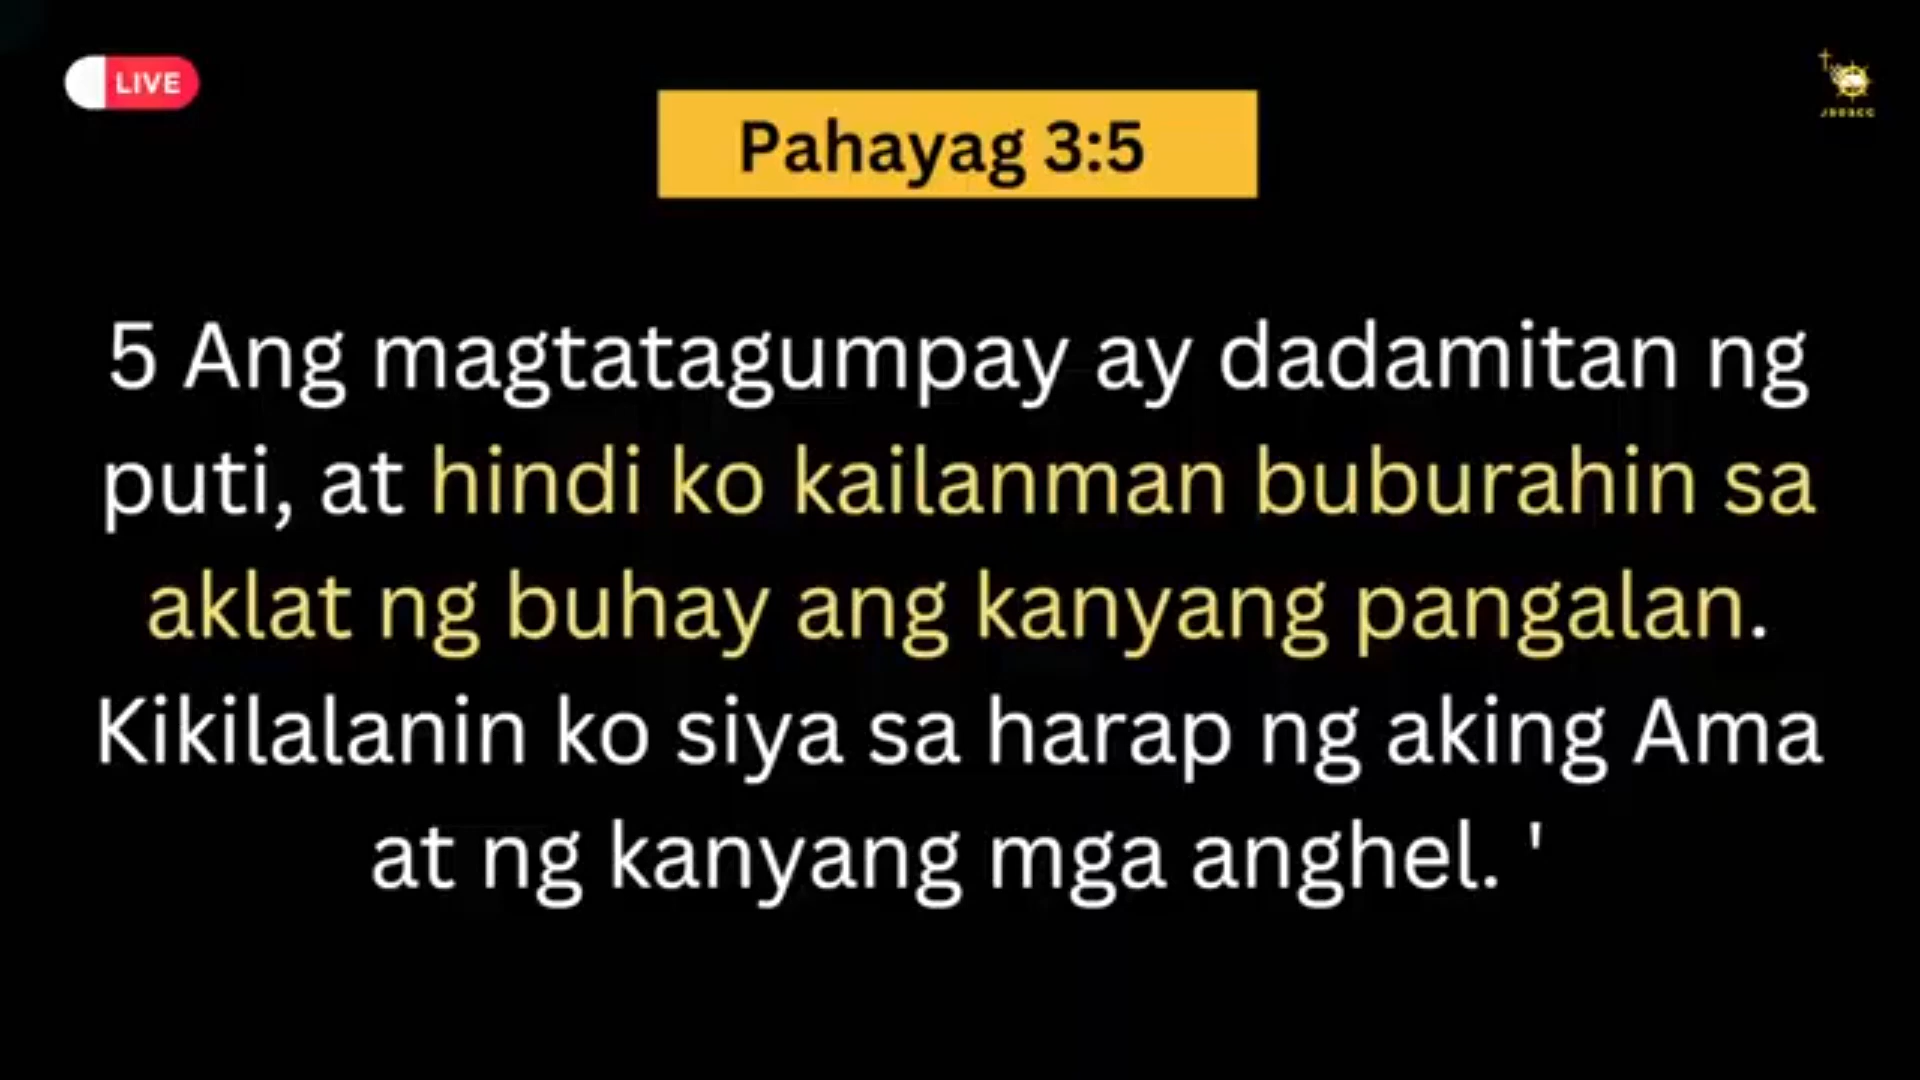 LIVE
Pahayag 3:5
5 Ang magtatagumpay ay dadamitan ng
puti, at hindi ko kailanman buburahin sa
aklat ng buhay ang kanyang pangalan.
Kikilalanin ko siya sa harap ng aking Ama
at ng kanyang mga anghel. '